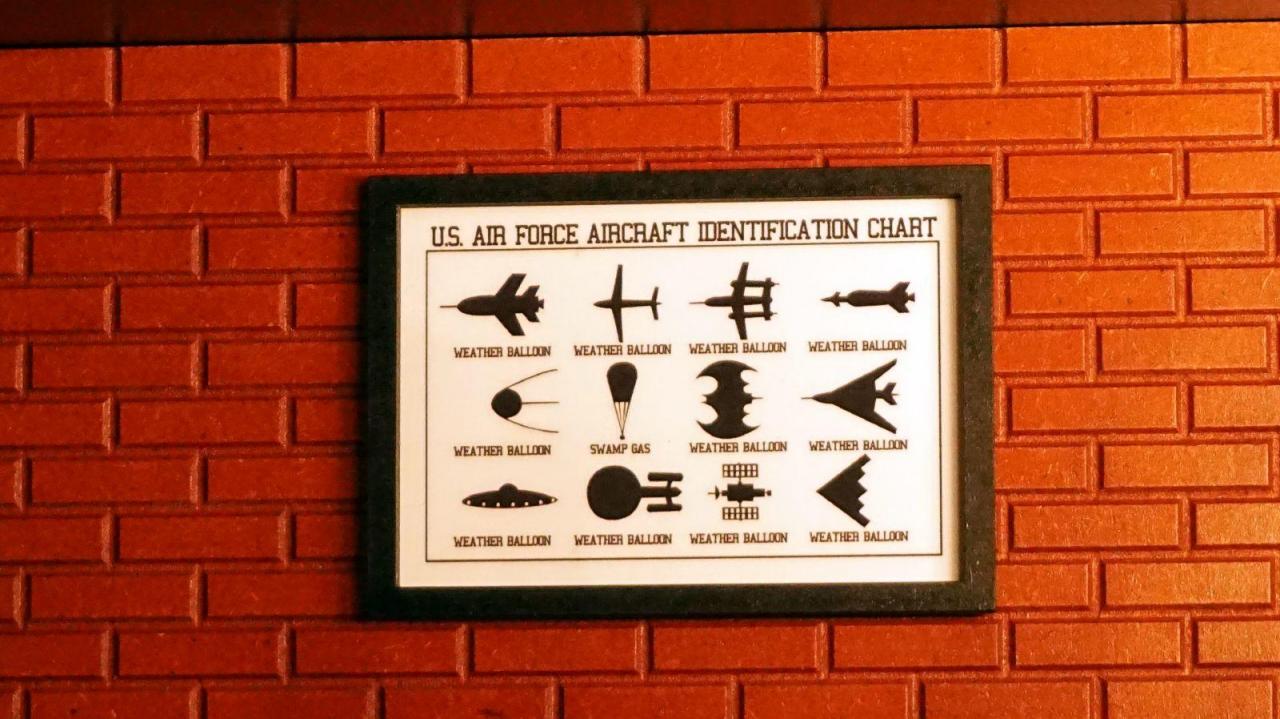 U.S. AIR FORCE AIRCRAFT IDENTIFICATION CHART
WEATHER BALLOON WEATHER BALLOON WEATHER BALLOON WEATHER BALLOON
WEATHER BALLOON SWAMP GAS WEATHER BALLOON WEATHER BALLOON
WEATHER BALLOON WEATHER BALLOON WEATHER BALLOON WEATHER BALLOON